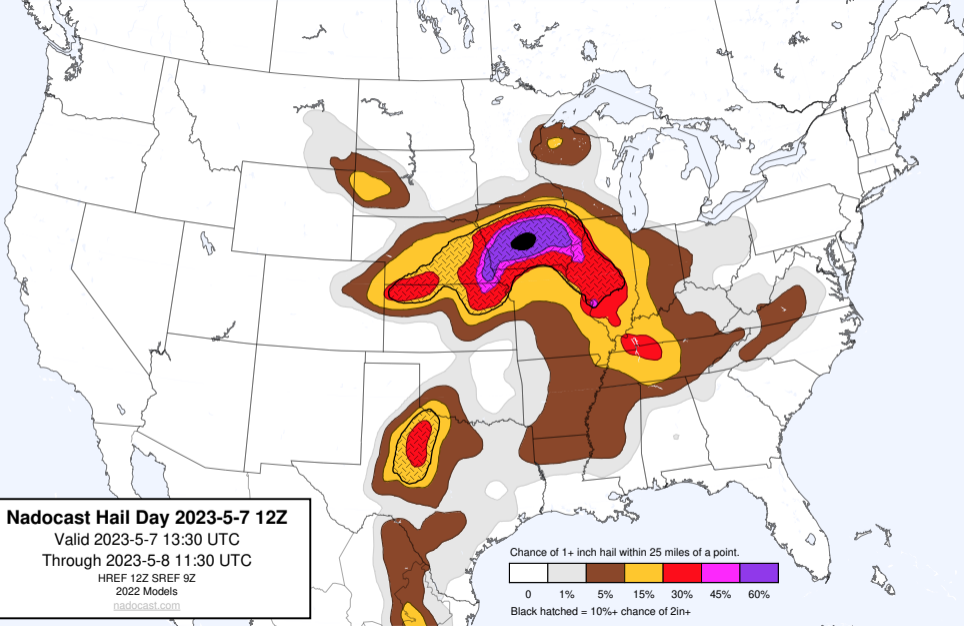 Nadocast Hail Day 2023-5-7 12Z
Valid 2023-5-7 13:30 UTC
Through 2023-5-8 11:30 UTC
HREF 12Z SREF 9Z
2022 Models
nadocast.com
Chance of 1+ inch hail within 25 miles of a point.
0 1% 5% 15% 30% 45% 60%
Black hatched = 10%+ chance of 2in+